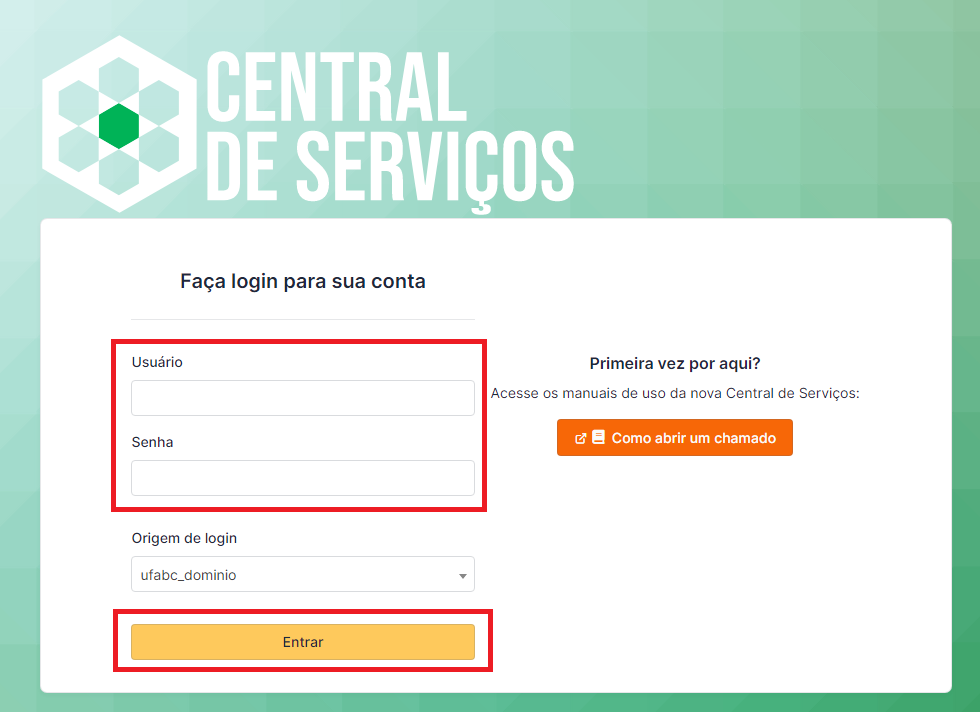 CENTRAL
DE SERVIÇOS
Faça login para sua conta
Usuário
Senha
Origem de login
ufabc_dominio
Entrar
Primeira vez por aqui?
Acesse os manuais de uso da nova Central de Serviços:
Como abrir um chamado